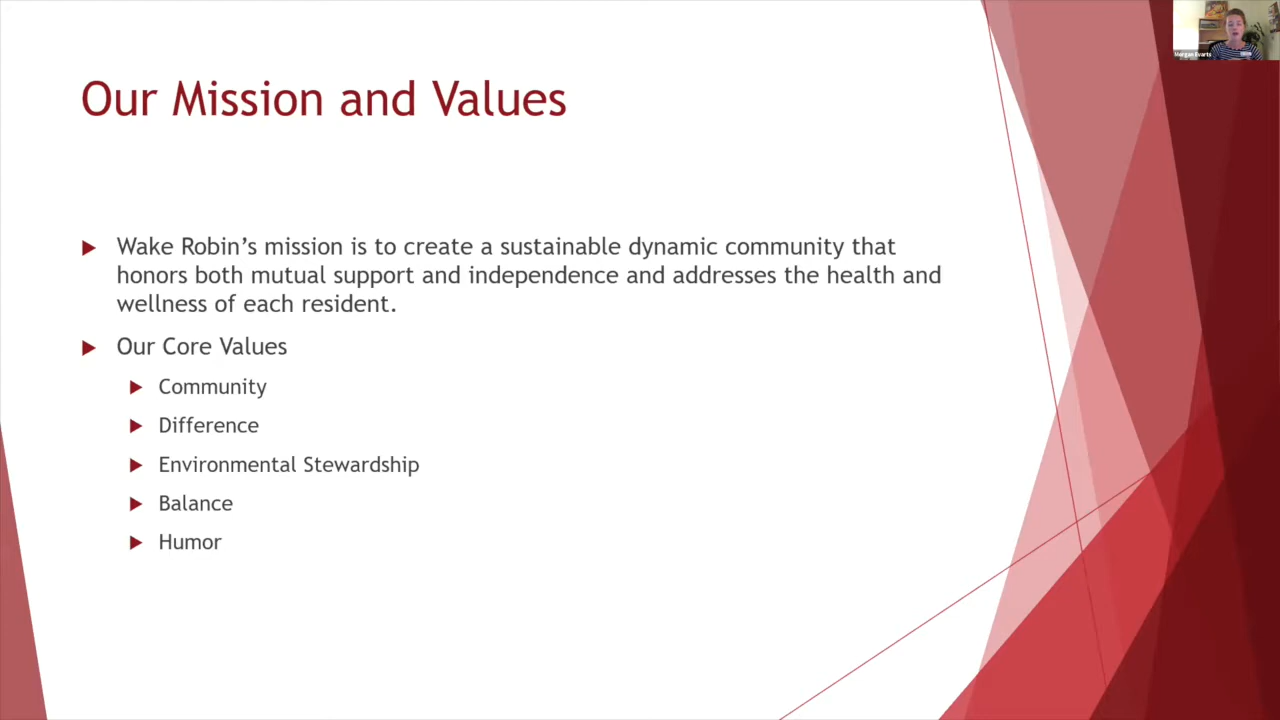 Morgan Evarts
Our Mission and Values
Wake Robin’s mission is to create a sustainable dynamic community that
honors both mutual support and independence and addresses the health and
wellness of each resident.
Our Core Values
Community
Difference
Environmental Stewardship
Balance
Humor